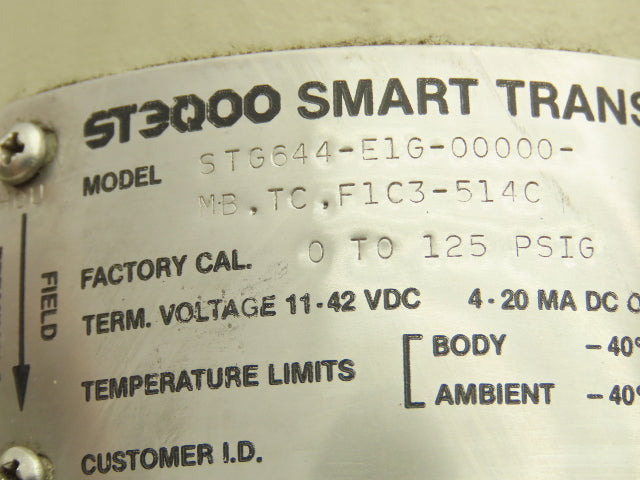 ST3000 SMART TRANS
MODEL STG644-E1G-00000-
MB,TC,F1C3-514C
FACTORY CAL. 0 TO 125 PSIG
TERM. VOLTAGE 11-42 VDC 4-20 MA DC O
TEMPERATURE LIMITS
BODY -40°
AMBIENT -40°
CUSTOMER I.D.
FIELD